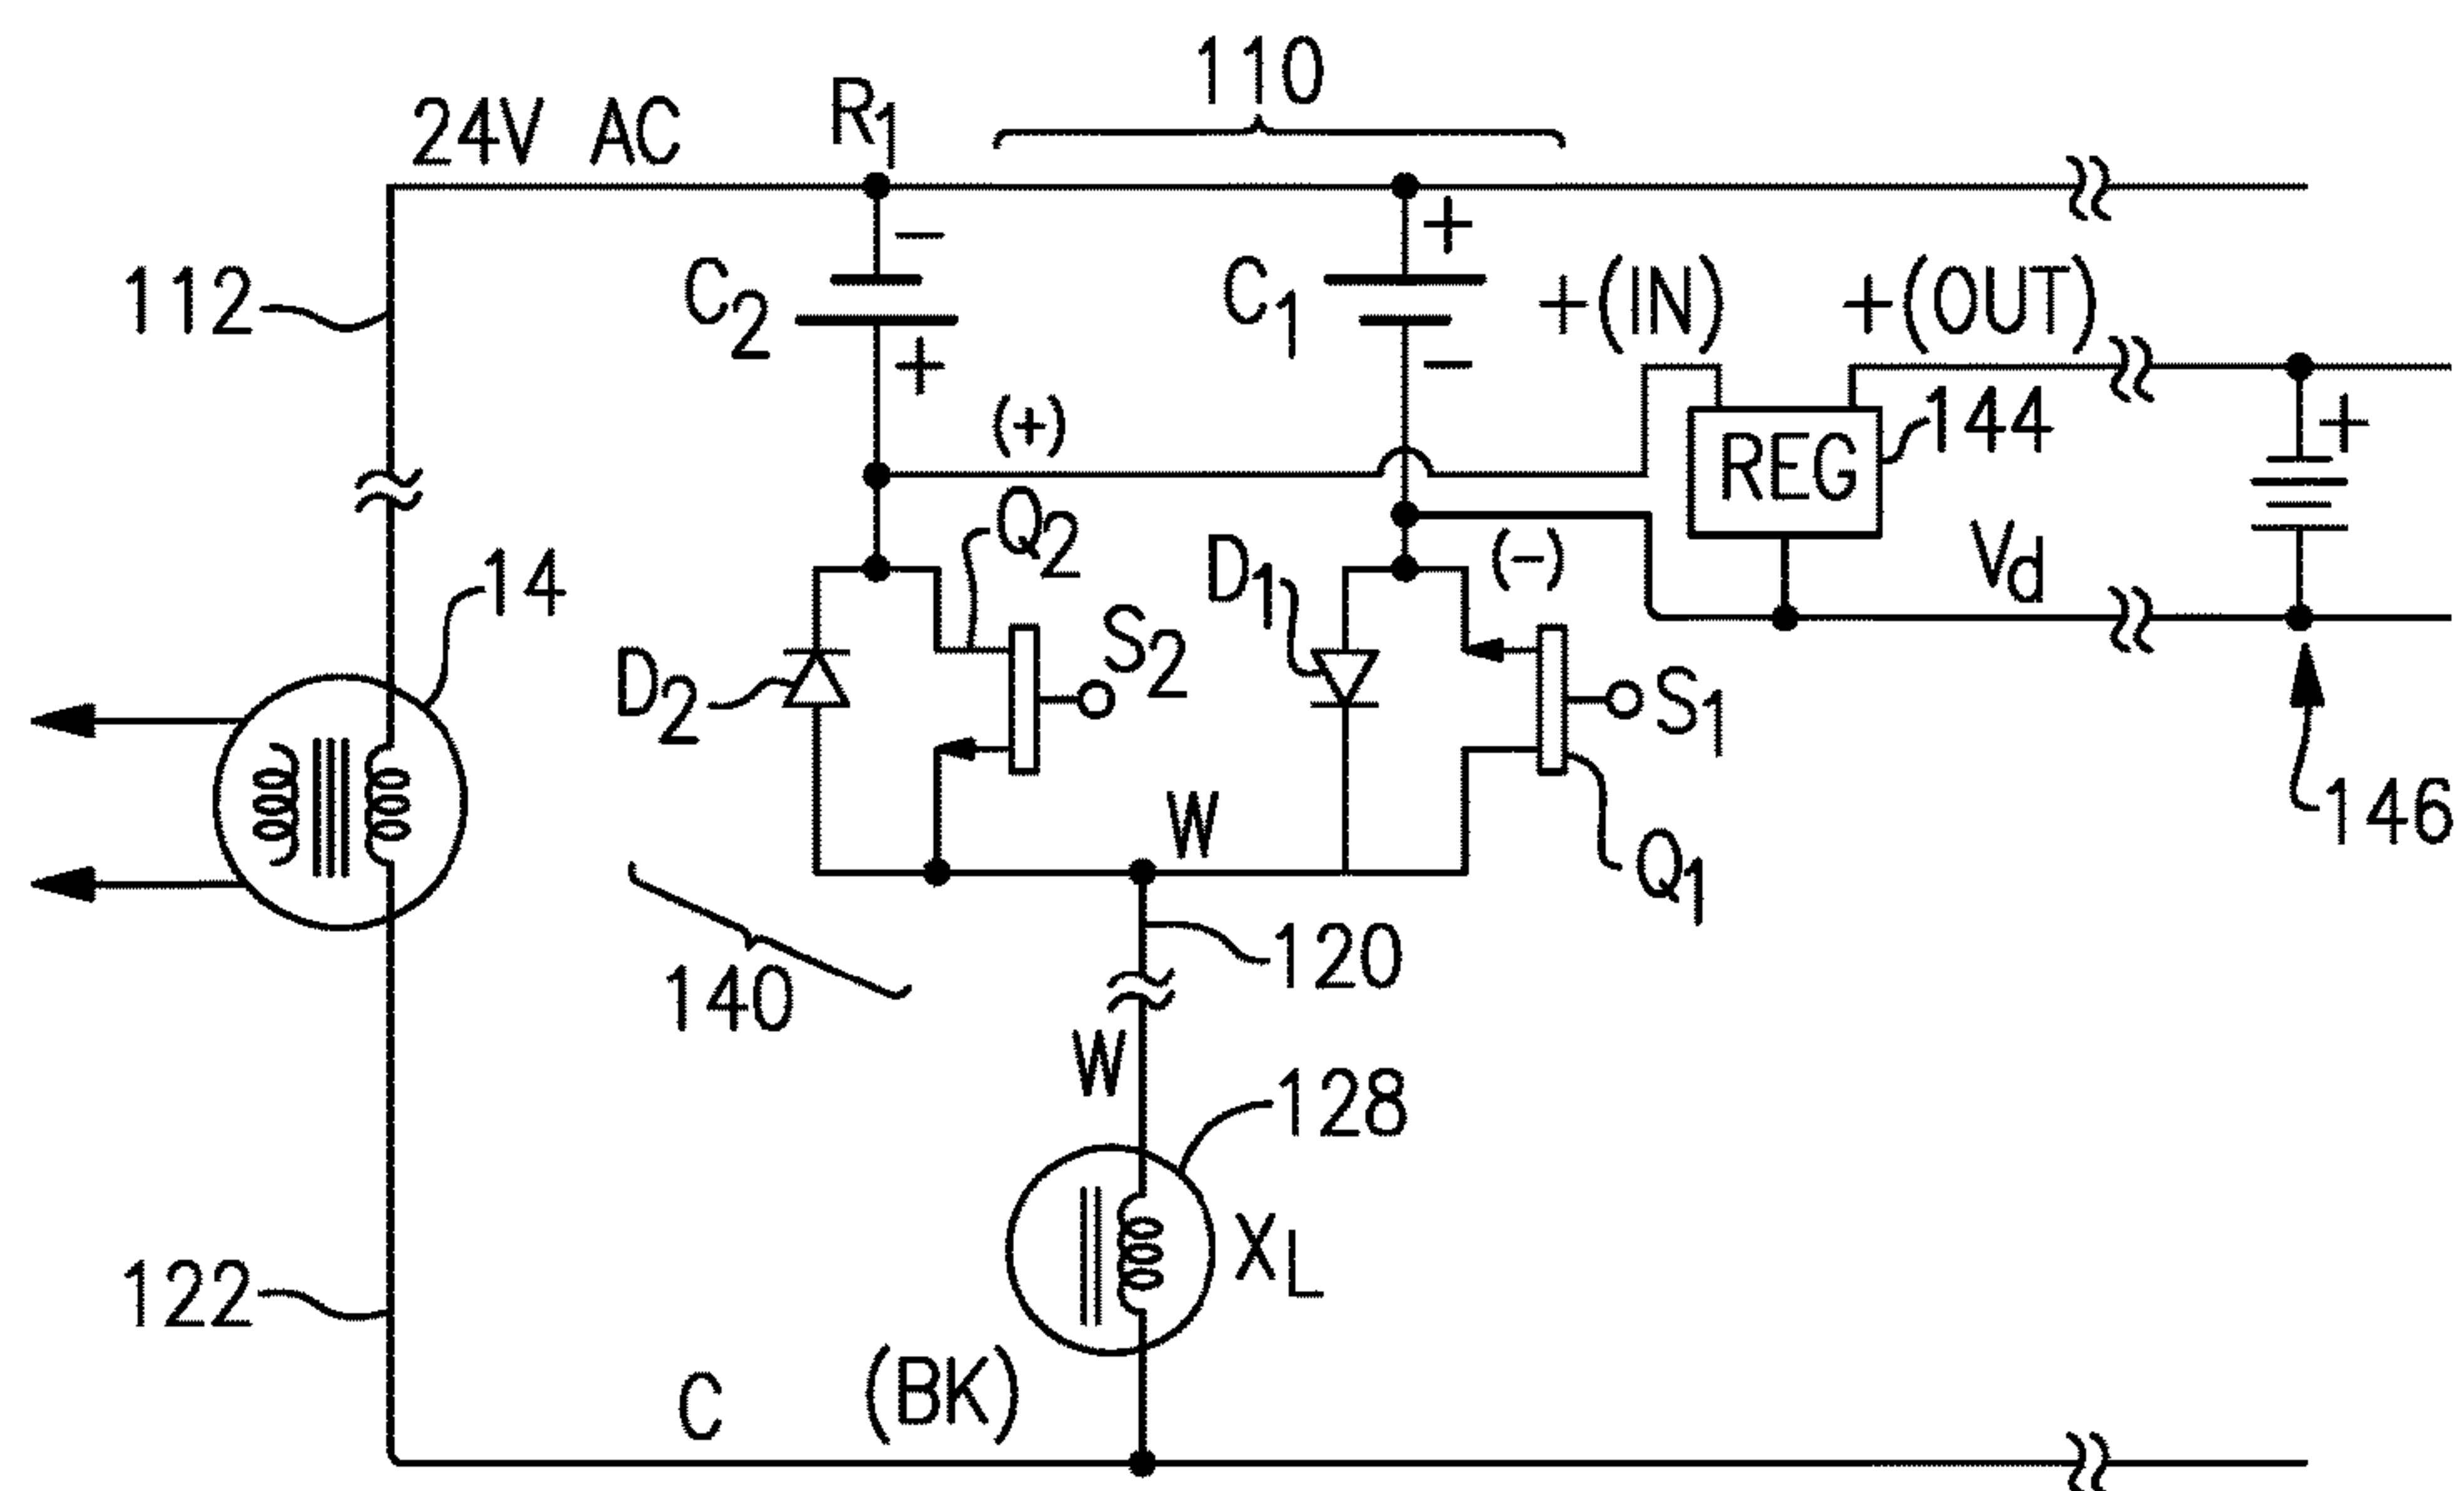 110
24V AC
R1
112
C2
−
+
C1
+
−
+(IN)
+(OUT)
(+)
144
REG
+
Q2
D1
(−)
Vd
14
S2
D2
S1
146
W
Q1
120
140
W
128
XL
122
C
(BK)